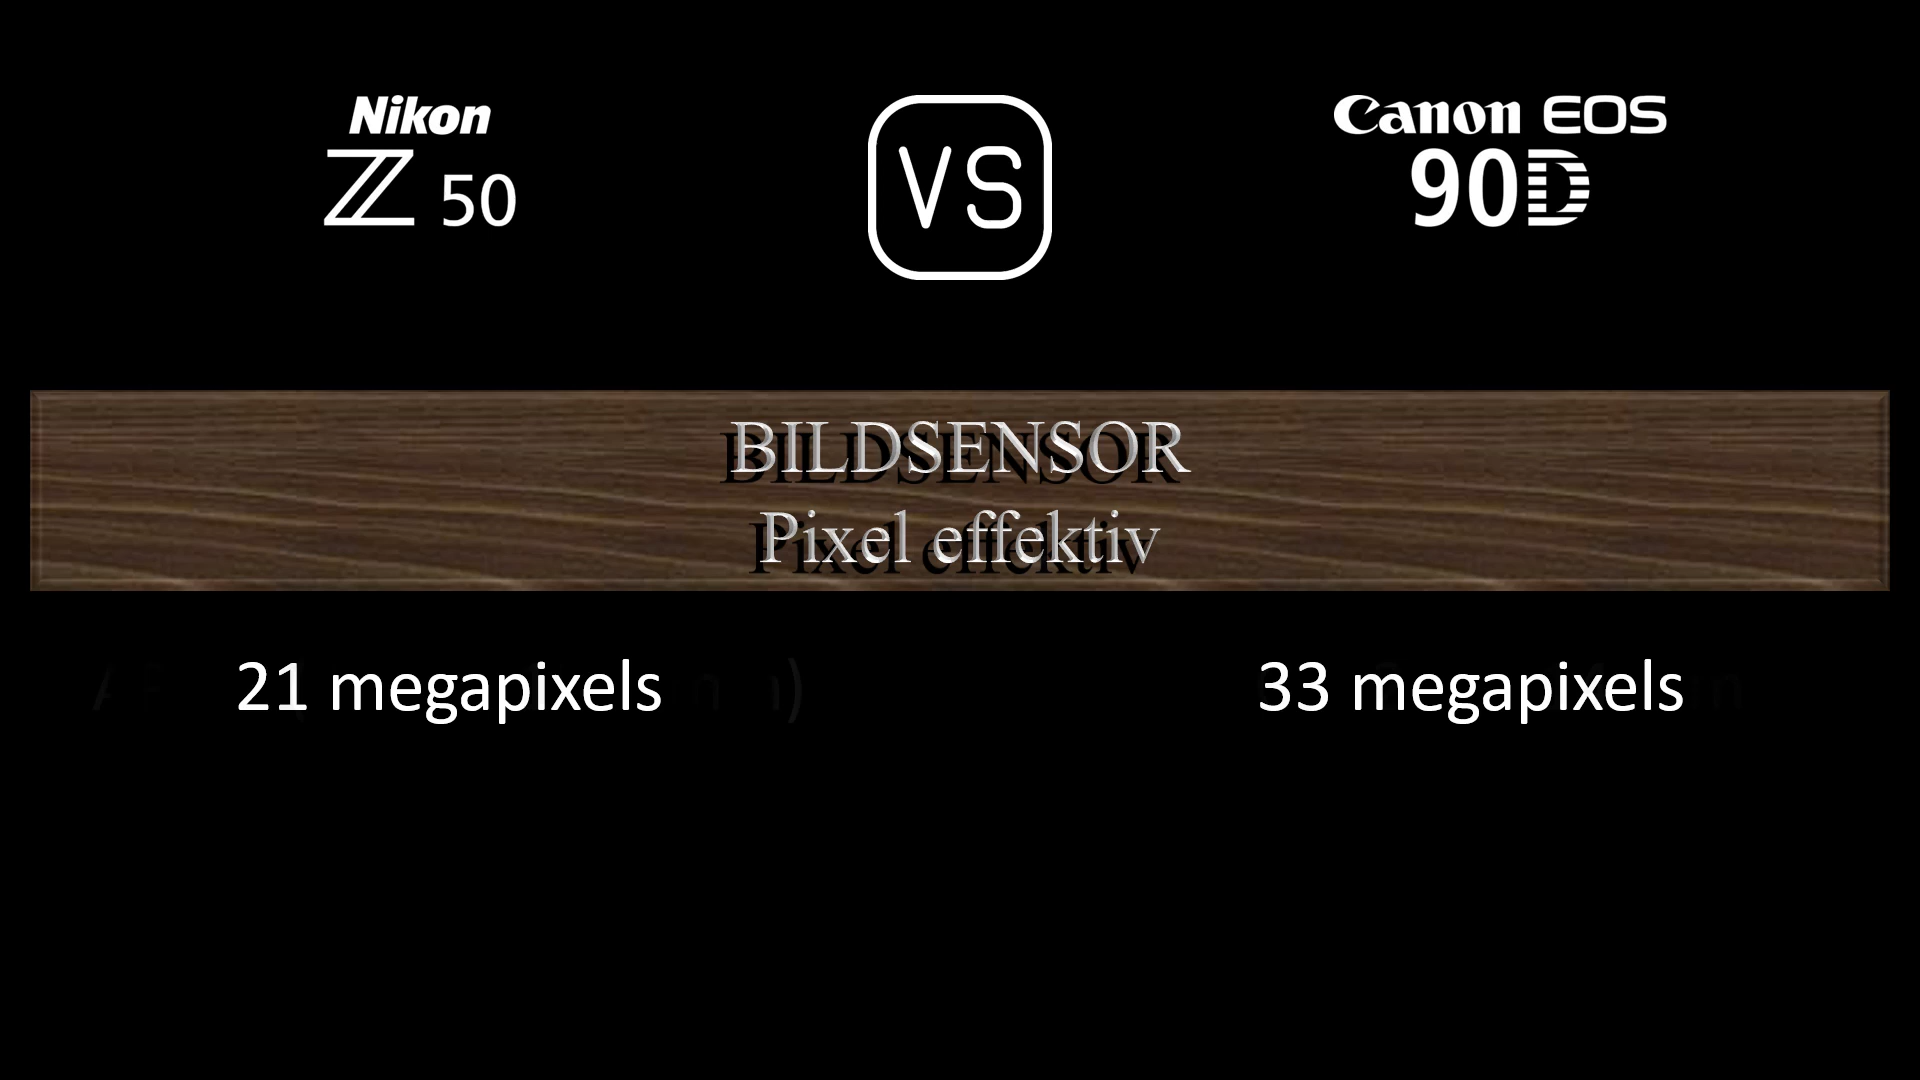 Nikon
Z 50
VS
Canon EOS
90D
BILDSENSOR
Pixel effektiv
21 megapixels
33 megapixels